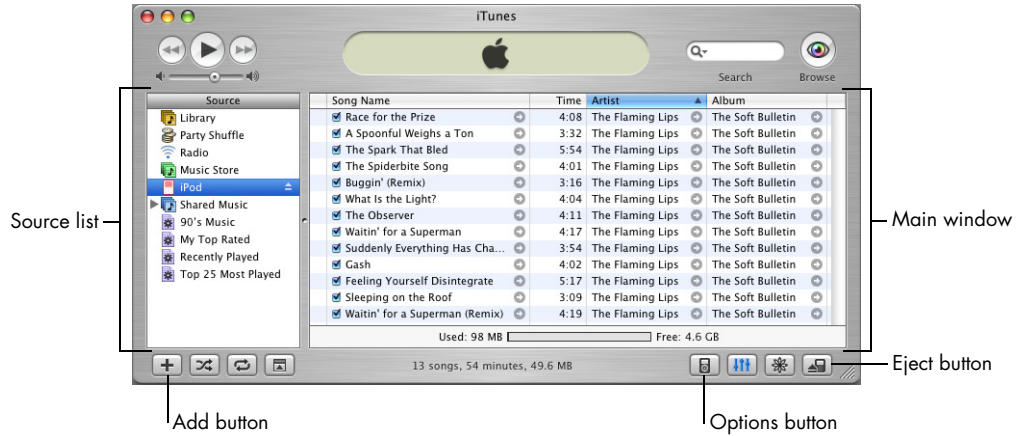 iTunes
Search
Browse
Source
Library
Party Shuffle
Radio
Music Store
iPod
Shared Music
90's Music
My Top Rated
Recently Played
Top 25 Most Played
Song Name Time Artist Album
Race for the Prize 4:08 The Flaming Lips The Soft Bulletin
A Spoonful Weighs a Ton 3:32 The Flaming Lips The Soft Bulletin
The Spark That Bled 5:54 The Flaming Lips The Soft Bulletin
The Spiderbite Song 4:01 The Flaming Lips The Soft Bulletin
Buggin' (Remix) 3:16 The Flaming Lips The Soft Bulletin
What Is the Light? 4:04 The Flaming Lips The Soft Bulletin
The Observer 4:11 The Flaming Lips The Soft Bulletin
Waitin' for a Superman 4:17 The Flaming Lips The Soft Bulletin
Suddenly Everything Has Cha... 3:54 The Flaming Lips The Soft Bulletin
Gash 4:02 The Flaming Lips The Soft Bulletin
Feeling Yourself Disintegrate 5:17 The Flaming Lips The Soft Bulletin
Sleeping on the Roof 3:09 The Flaming Lips The Soft Bulletin
Waitin' for a Superman (Remix) 4:19 The Flaming Lips The Soft Bulletin
Used: 98 MB Free: 4.6 GB
13 songs, 54 minutes, 49.6 MB
Source list
Main window
Eject button
Add button
Options button